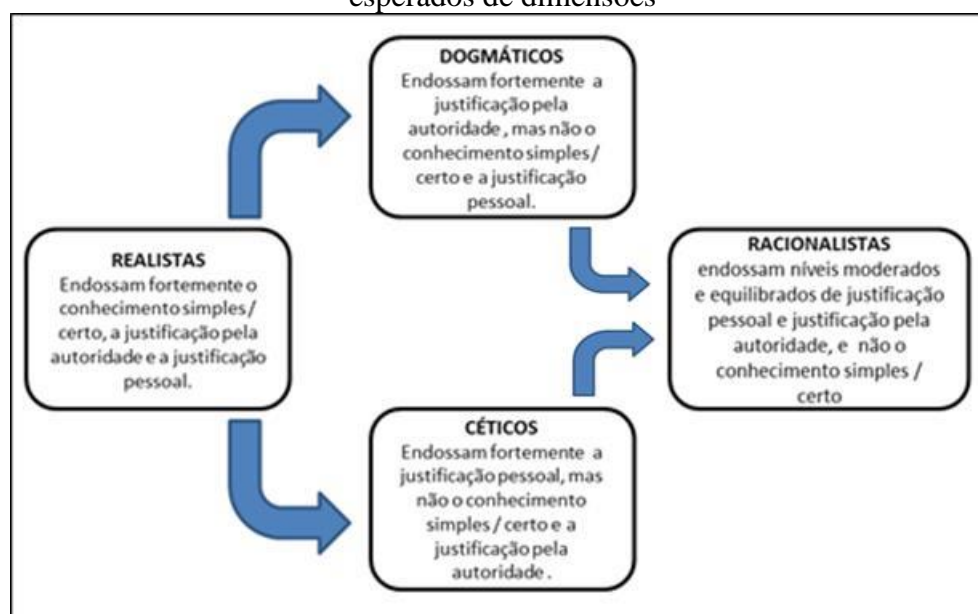 esperados de dimensões
DOGMÁTICOS
Endossam fortemente a
justificação pela
autoridade , mas não o
conhecimento simples/
certo e a justificação
pessoal.
REALISTAS
Endossam fortemente o
conhecimento simples/
certo, a justificação pela
autoridade e a justificação
pessoal.
RACIONALISTAS
endossam níveis moderados
e equilibrados de justificação
pessoal e justificação pela
autoridade, e não o
conhecimento simples /
certo
CÉTICOS
Endossam fortemente a
justificação pessoal, mas
não o conhecimento
simples / certo e a
justificação pela
autoridade .